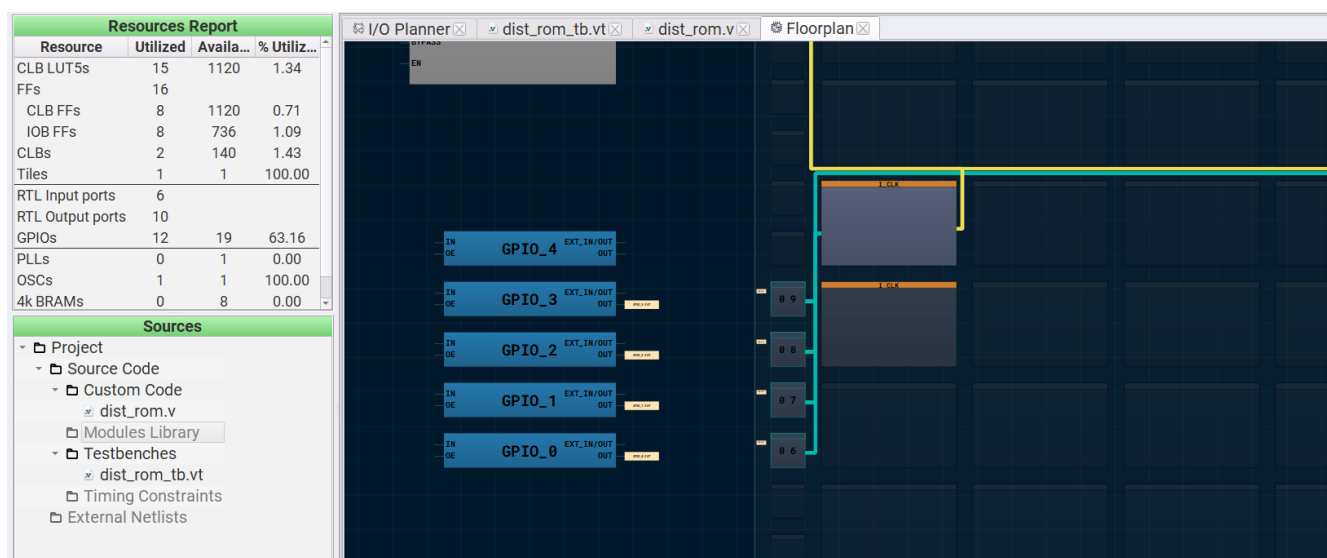 Resources Report
Resource Utilized Availa... % Utiliz...
CLB LUT5s 15 1120 1.34
FFs 16
CLB FFs 8 1120 0.71
IOB FFs 8 736 1.09
CLBs 2 140 1.43
Tiles 1 1 100.00
RTL Input ports 6
RTL Output ports 10
GPIOs 12 19 63.16
PLLs 0 1 0.00
OSCs 1 1 100.00
4k BRAMs 0 8 0.00
Sources
Project
Source Code
Custom Code
dist_rom.v
Modules Library
Testbenches
dist_rom_tb.vt
Timing Constraints
External Netlists
I/O Planner dist_rom_tb.vt dist_rom.v Floorplan
BYPASS
EN
I_CLK
IN GPIO_4 EXT_IN/OUT
OE OUT
I_CLK
IN GPIO_3 EXT_IN/OUT
OE OUT
0 9
IN GPIO_2 EXT_IN/OUT
OE OUT
0 8
IN GPIO_1 EXT_IN/OUT
OE OUT
0 7
IN GPIO_0 EXT_IN/OUT
OE OUT
0 6